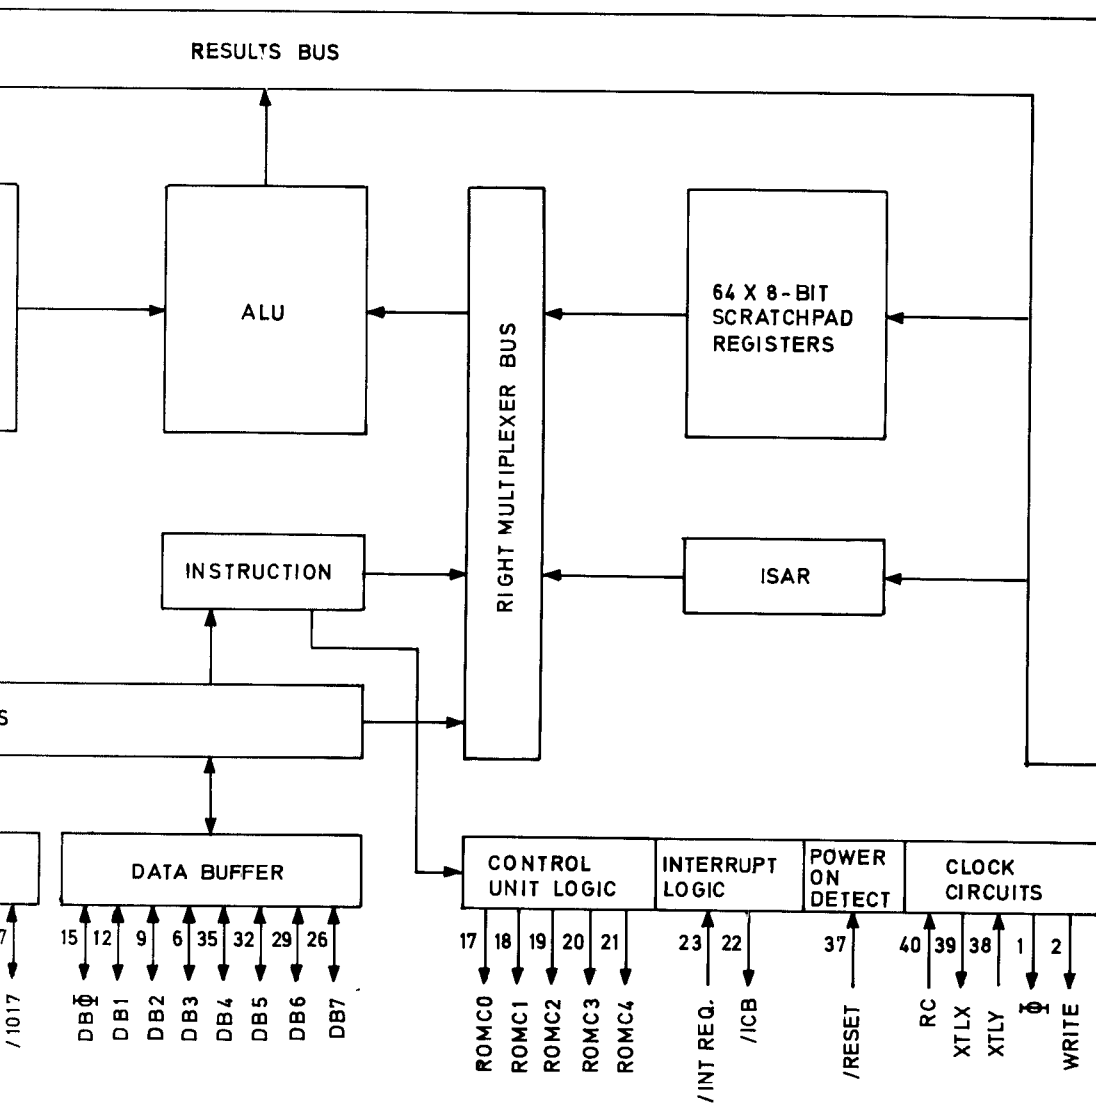 RESULTS BUS
ALU
64 X 8-BIT
SCRATCHPAD
REGISTERS
RIGHT MULTIPLEXER BUS
INSTRUCTION
ISAR
S
DATA BUFFER
CONTROL
UNIT LOGIC
INTERRUPT
LOGIC
POWER
ON
DETECT
CLOCK
CIRCUITS
7
15
12
9
6
35
32
29
26
17
18
19
20
21
23
22
37
40
39
38
1
2
/1017
DBΦ
DB1
DB2
DB3
DB4
DB5
DB6
DB7
ROMC0
ROMC1
ROMC2
ROMC3
ROMC4
/INT REQ.
/ICB
/RESET
RC
XTLX
XTLY
Φ
WRITE